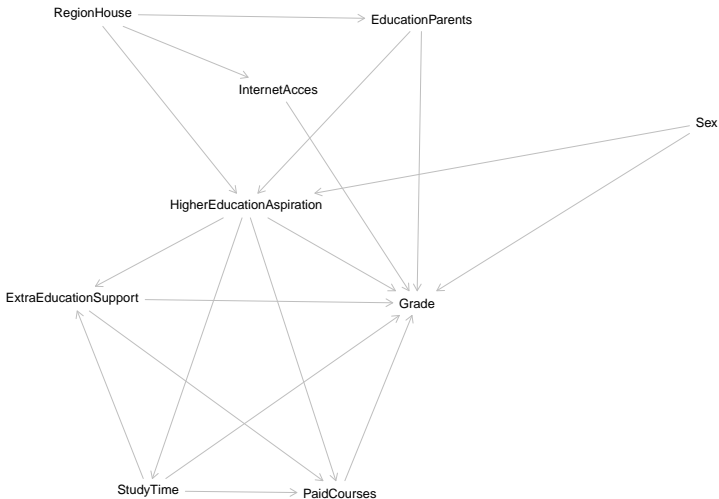 RegionHouse
EducationParents
InternetAcces
Sex
HigherEducationAspiration
ExtraEducationSupport
Grade
StudyTime
PaidCourses